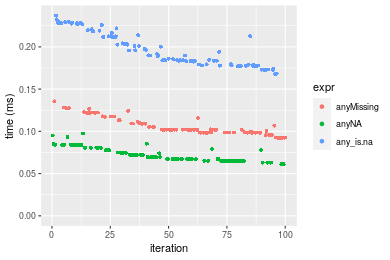 time (ms)
0.20
0.15
0.10
0.05
0.00
0
25
50
75
100
iteration
expr
anyMissing
anyNA
any_is.na